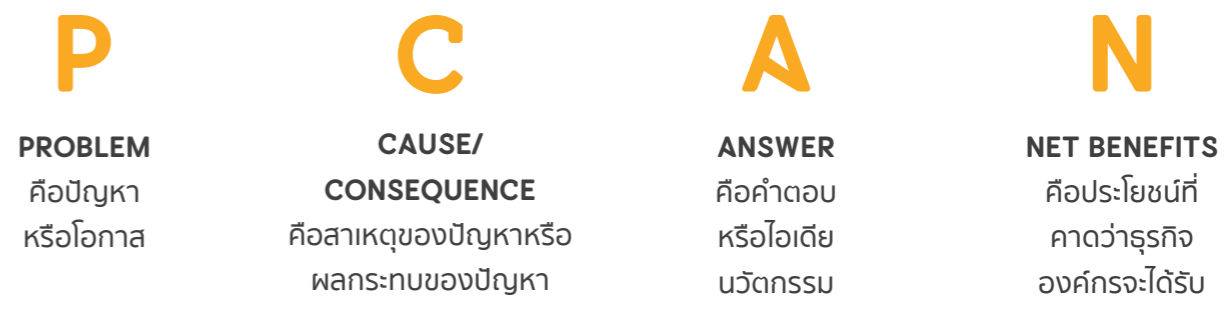 P
PROBLEM
คือปัญหา
หรือโอกาส
C
CAUSE/
CONSEQUENCE
คือสาเหตุของปัญหาหรือ
ผลกระทบของปัญหา
A
ANSWER
คือคำตอบ
หรือไอเดีย
นวัตกรรม
N
NET BENEFITS
คือประโยชน์ที่
คาดว่าธุรกิจ
องค์กรจะได้รับ